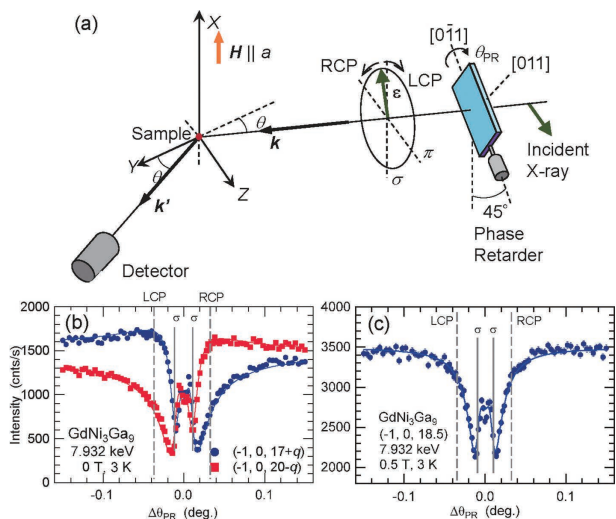 (a)
X
H || a
[01̄1]
θPR
[011]
RCP
LCP
ε
Sample
θ
k
π
σ
Incident
X-ray
Y
θ
Z
k'
45°
Phase
Retarder
Detector
LCP
σ
σ
RCP
(b)
2000
1500
1000
500
0
Intensity (cnts/s)
GdNi3Ga9
7.932 keV
0 T, 3 K
(-1, 0, 17+q)
(-1, 0, 20-q)
-0.1
0.0
0.1
ΔθPR (deg.)
(c)
LCP
σ
σ
RCP
3500
3000
2500
2000
GdNi3Ga9
(-1, 0, 18.5)
7.932 keV
0.5 T, 3 K
-0.1
0.0
0.1
ΔθPR (deg.)